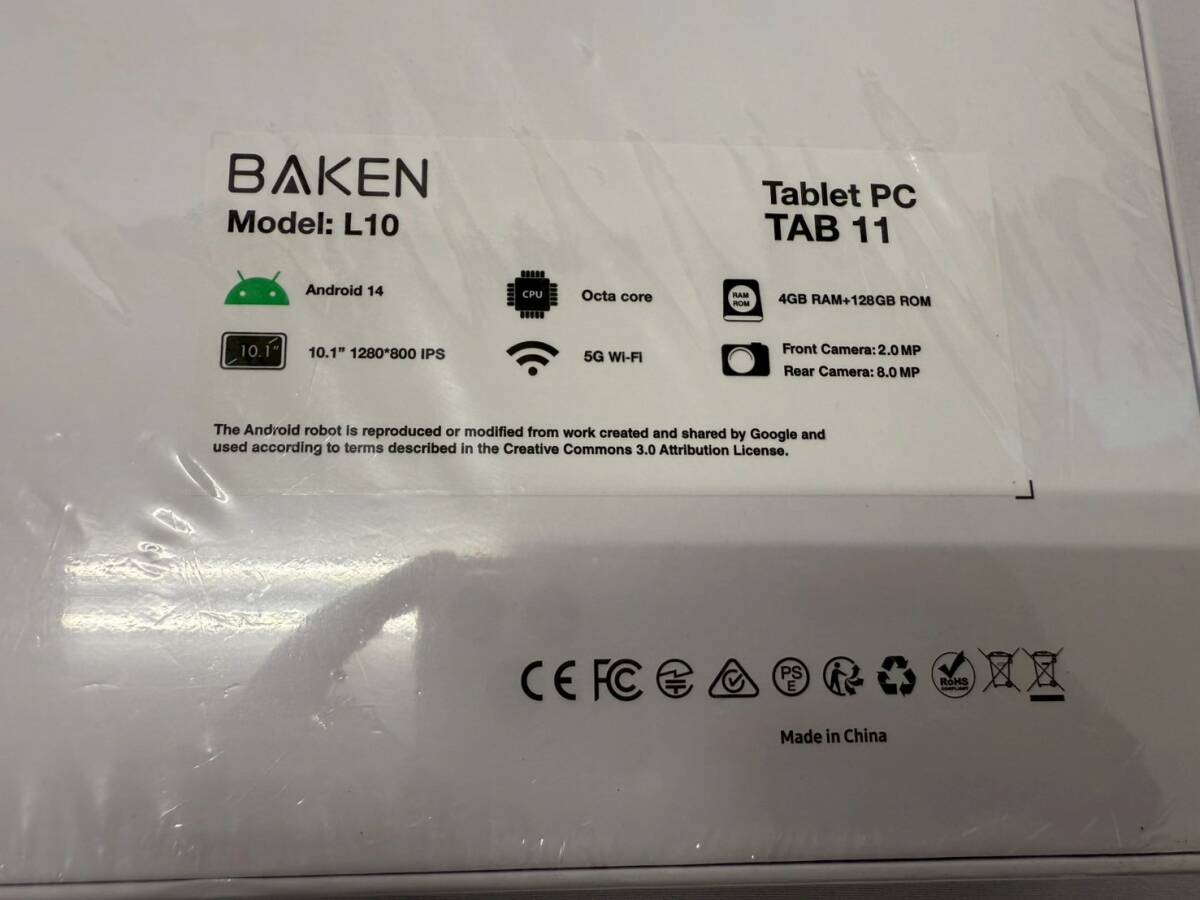 BAKEN
Model: L10
Tablet PC
TAB 11
Android 14
CPU
Octa core
RAM
ROM
4GB RAM+128GB ROM
10.1”
10.1” 1280*800 IPS
5G Wi-Fi
Front Camera: 2.0 MP
Rear Camera: 8.0 MP
The Android robot is reproduced or modified from work created and shared by Google and
used according to terms described in the Creative Commons 3.0 Attribution License.
CE FC PS
E
RoHS
COMPLIANT
Made in China